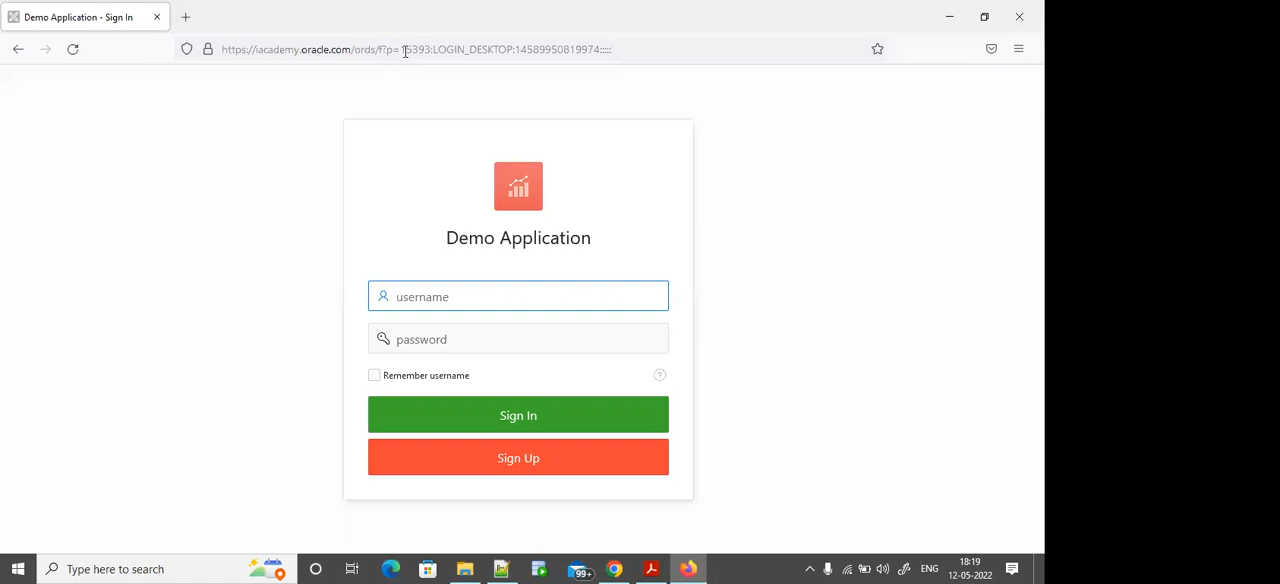 Demo Application - Sign In
https://iacademy.oracle.com/ords/f?p=15393:LOGIN_DESKTOP:14589950819974:::::
Demo Application
username
password
Remember username
?
Sign In
Sign Up
Type here to search
99+
ENG
18:19
12-05-2022